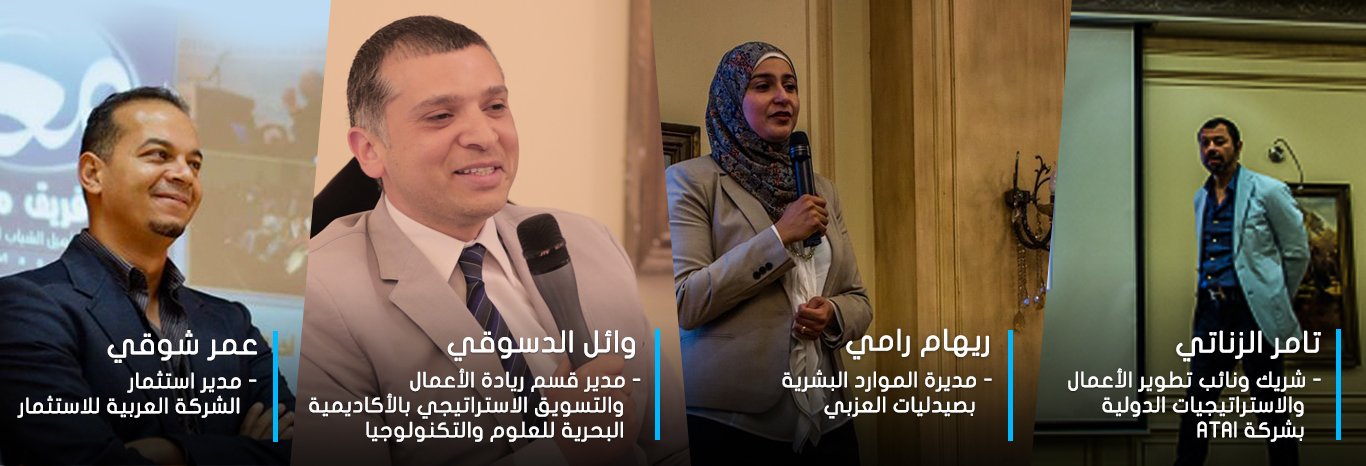 تامر الزناتي
- شريك ونائب تطوير الأعمال
والاستراتيجيات الدولية
بشركة ATAI
ريهام رامي
- مديرة الموارد البشرية
بصيدليات العزبي
وائل الدسوقي
- مدير قسم ريادة الأعمال
والتسويق الاستراتيجي بالأكاديمية
البحرية للعلوم والتكنولوجيا
عمر شوقي
- مدير استثمار
الشركة العربية للاستثمار